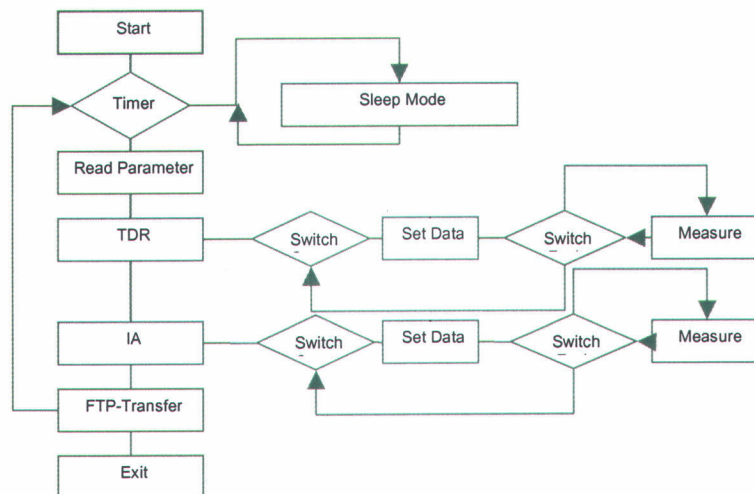 Start
Timer
Sleep Mode
Read Parameter
TDR
Switch
Set Data
Switch
Measure
IA
Switch
Set Data
Switch
Measure
FTP-Transfer
Exit